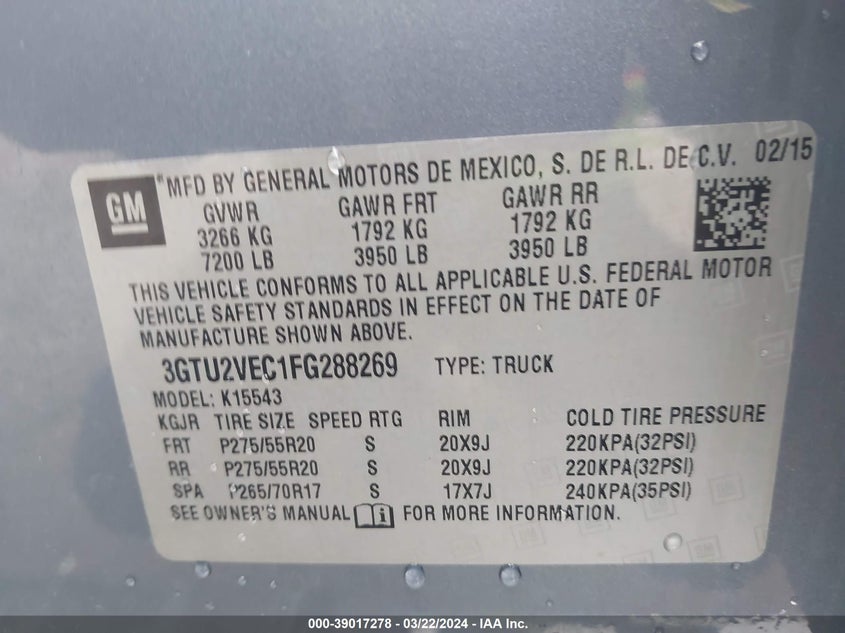 GM
*MFD BY GENERAL MOTORS DE MEXICO, S. DE R.L. DE C.V. 02/15
GVWR GAWR FRT GAWR RR
3266 KG 1792 KG 1792 KG
7200 LB 3950 LB 3950 LB
THIS VEHICLE CONFORMS TO ALL APPLICABLE U.S. FEDERAL MOTOR
VEHICLE SAFETY STANDARDS IN EFFECT ON THE DATE OF
MANUFACTURE SHOWN ABOVE.
3GTU2VEC1FG288269 TYPE: TRUCK
MODEL: K15543
KGJR TIRE SIZE SPEED RTG RIM COLD TIRE PRESSURE
FRT P275/55R20 S 20X9J 220KPA(32PSI)
RR P275/55R20 S 20X9J 220KPA(32PSI)
SPA P265/70R17 S 17X7J 240KPA(35PSI)
SEE OWNER'S MANUAL i FOR MORE INFORMATION.
000-39017278 - 03/22/2024 - IAA Inc.